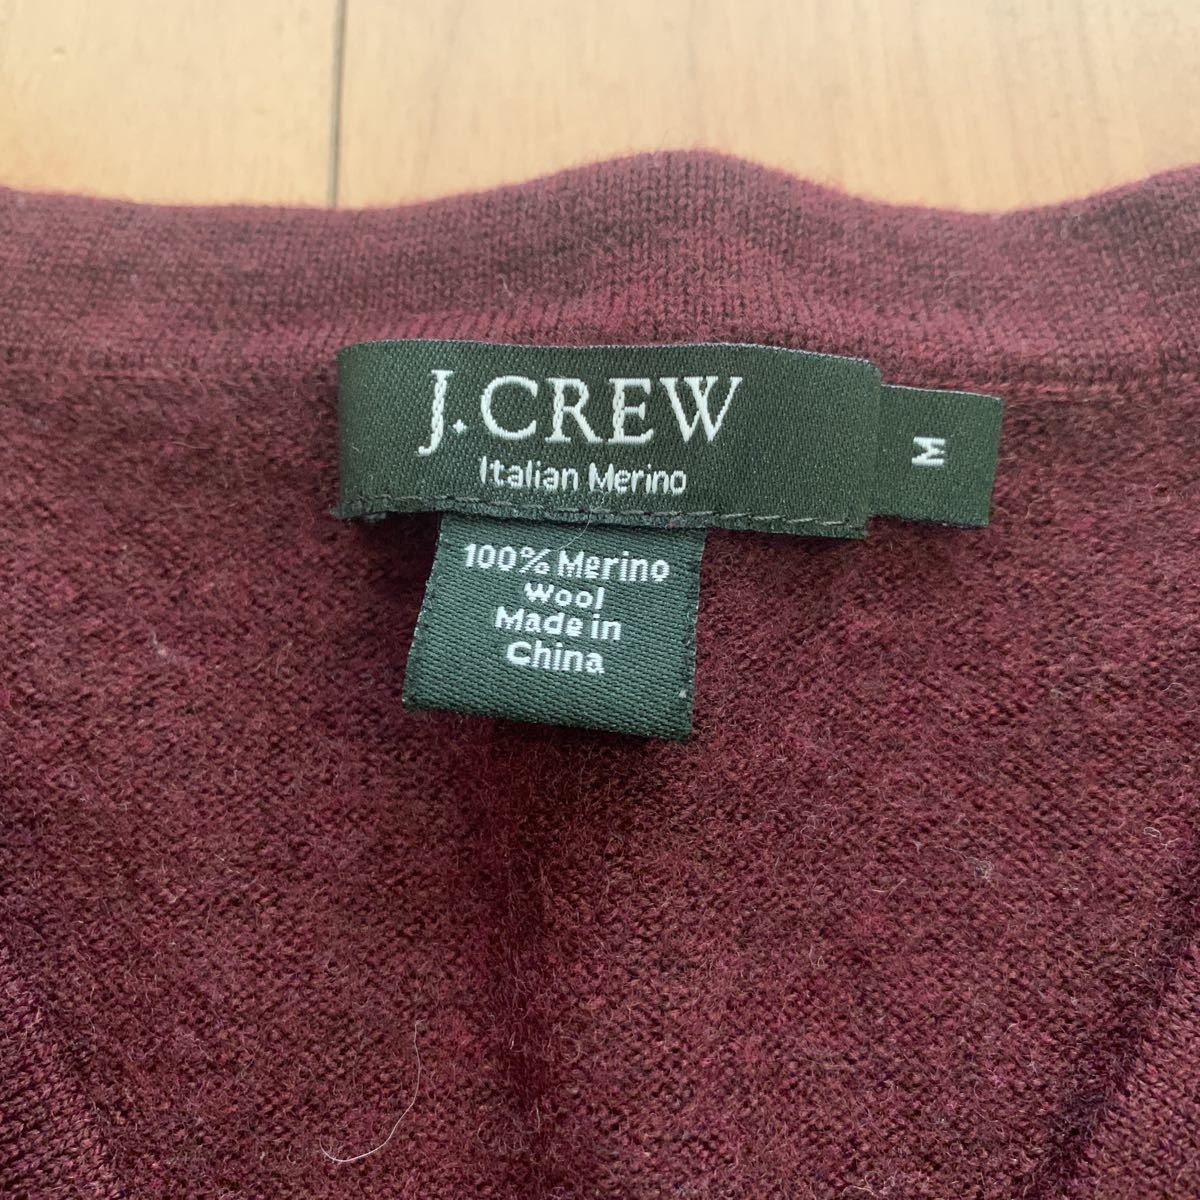 J.CREW
Italian Merino
M
100% Merino
Wool
Made in
China